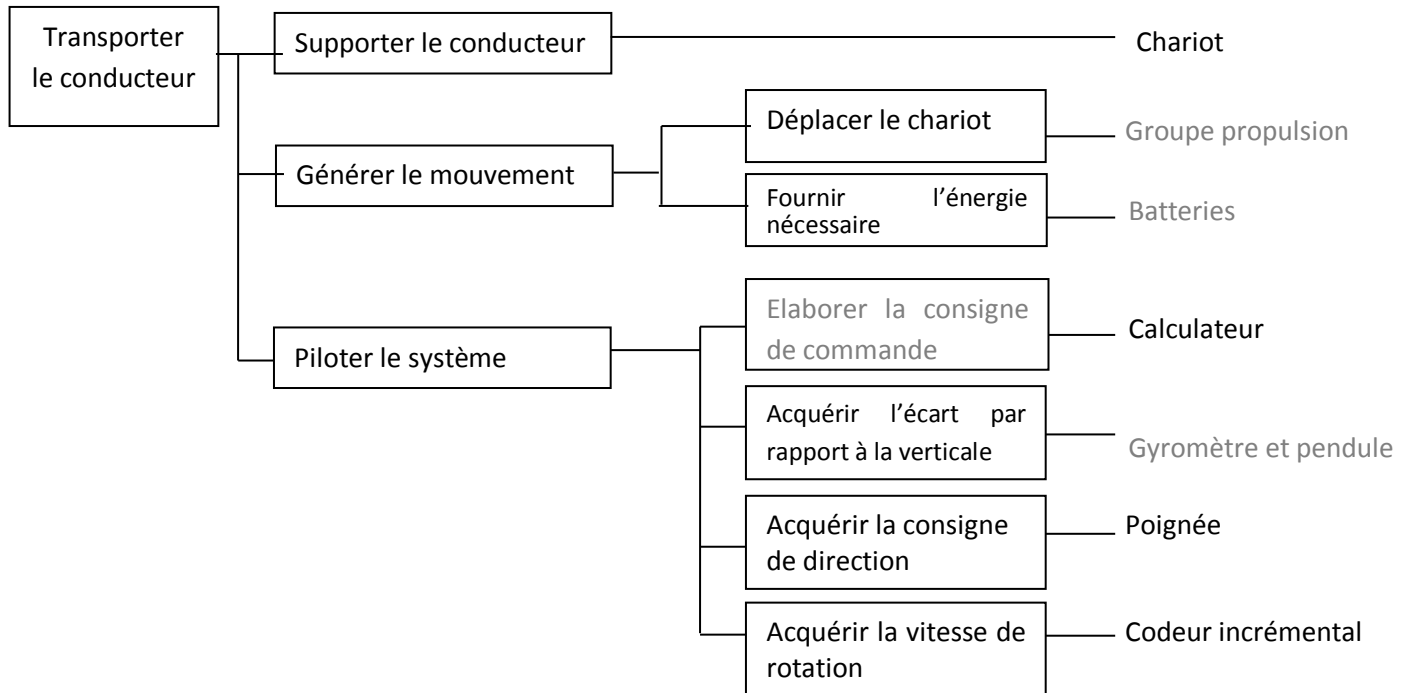 Transporter
le conducteur
Supporter le conducteur
Chariot
Générer le mouvement
Déplacer le chariot
Groupe propulsion
Fournir l’énergie
nécessaire
Batteries
Piloter le système
Elaborer la consigne
de commande
Calculateur
Acquérir l’écart par
rapport à la verticale
Gyromètre et pendule
Acquérir la consigne
de direction
Poignée
Acquérir la vitesse de
rotation
Codeur incrémental